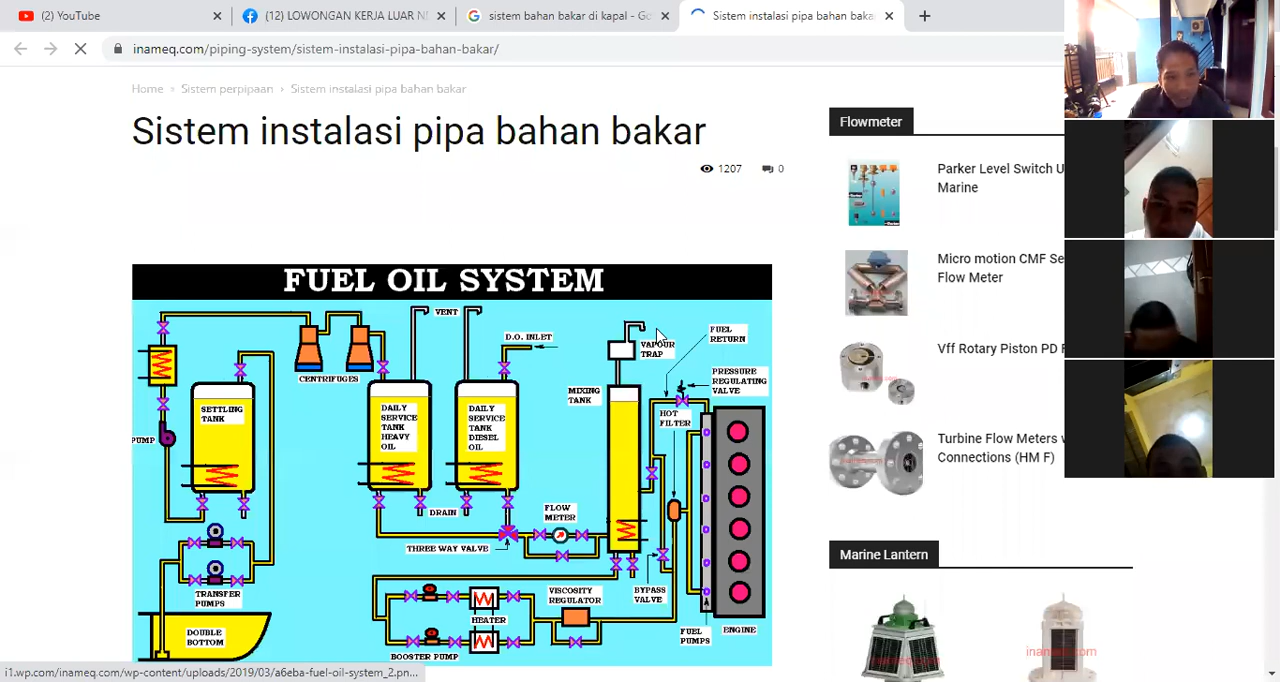 (2) YouTube
(12) LOWONGAN KERJA LUAR NE
sistem bahan bakar di kapal - Go
Sistem instalasi pipa bahan bakar
inameq.com/piping-system/sistem-instalasi-pipa-bahan-bakar/
Home » Sistem perpipaan » Sistem instalasi pipa bahan bakar
Sistem instalasi pipa bahan bakar
1207
0
FUEL OIL SYSTEM
VENT
D.O. INLET
CENTRIFUGES
VAPOUR
TRAP
FUEL
RETURN
PRESSURE
REGULATING
VALVE
MIXING
TANK
HOT
FILTER
SETTLING
TANK
DAILY
SERVICE
TANK
HEAVY
OIL
DAILY
SERVICE
TANK
DIESEL
OIL
PUMP
DRAIN
FLOW
METER
THREE WAY VALVE
TRANSFER
PUMPS
DOUBLE
BOTTOM
HEATER
VISCOSITY
REGULATOR
BYPASS
VALVE
BOOSTER PUMP
FUEL
PUMPS
ENGINE
Flowmeter
Parker Level Switch U
Marine
Micro motion CMF Se
Flow Meter
Vff Rotary Piston PD F
Turbine Flow Meters w
Connections (HM F)
Marine Lantern
inameq.com
inameq.com
i1.wp.com/inameq.com/wp-content/uploads/2019/03/a6eba-fuel-oil-system_2.pn...